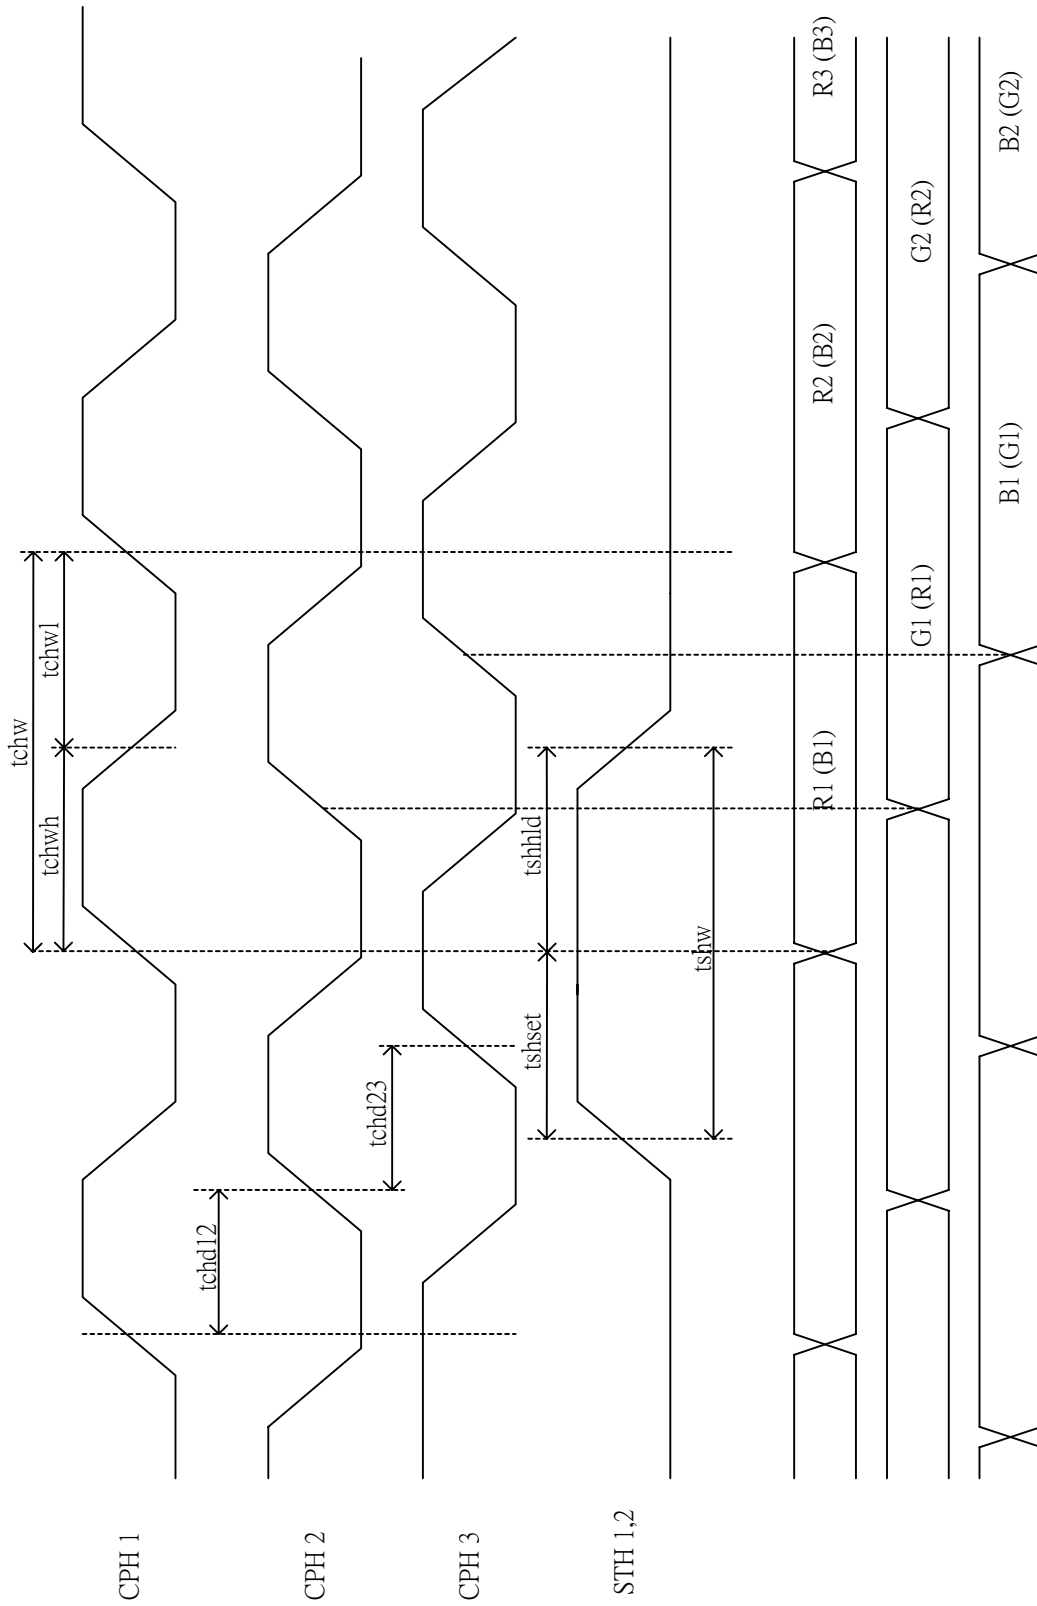 CPH 1
CPH 2
CPH 3
STH 1,2
tchw
tchwh
tchwl
tchd12
tchd23
tshset
tshhld
tshw
R1 (B1)
R2 (B2)
R3 (B3)
G1 (R1)
G2 (R2)
B1 (G1)
B2 (G2)